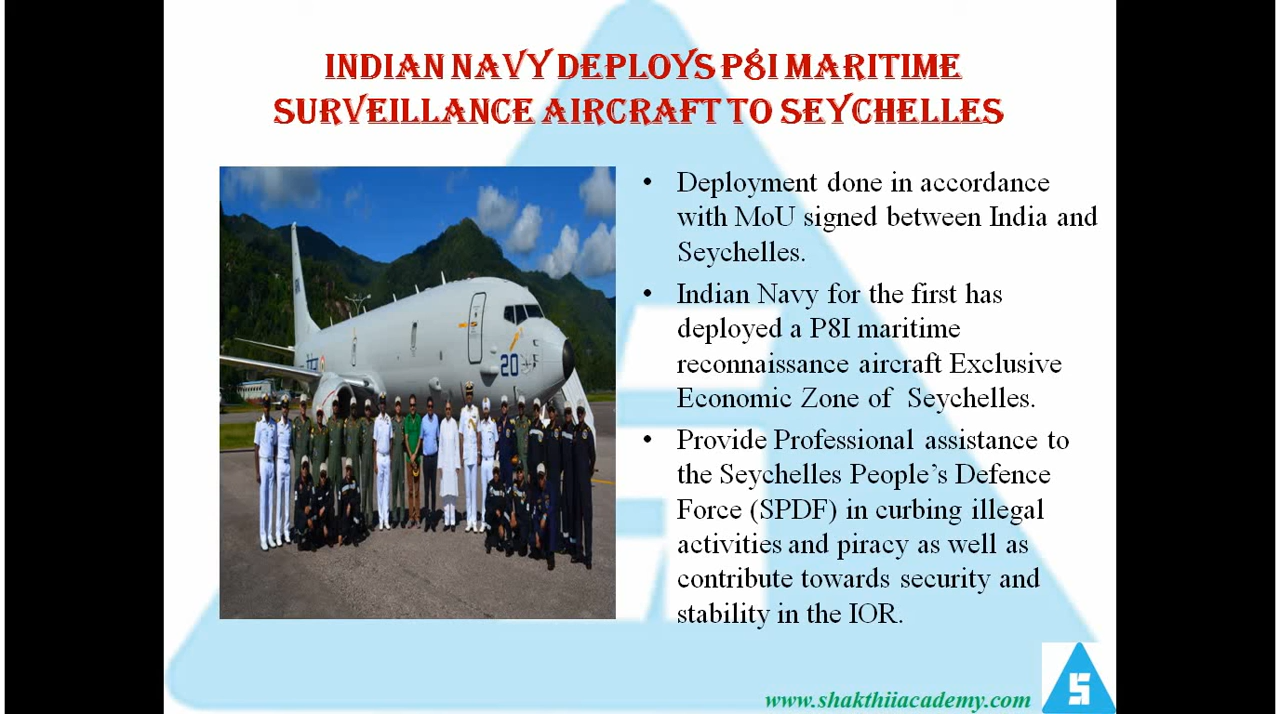 INDIAN NAVY DEPLOYS P8I MARITIME
SURVEILLANCE AIRCRAFT TO SEYCHELLES
• Deployment done in accordance
with MoU signed between India and
Seychelles.
• Indian Navy for the first has
deployed a P8I maritime
reconnaissance aircraft Exclusive
Economic Zone of Seychelles.
• Provide Professional assistance to
the Seychelles People’s Defence
Force (SPDF) in curbing illegal
activities and piracy as well as
contribute towards security and
stability in the IOR.
20
www.shakthiiacademy.com
S